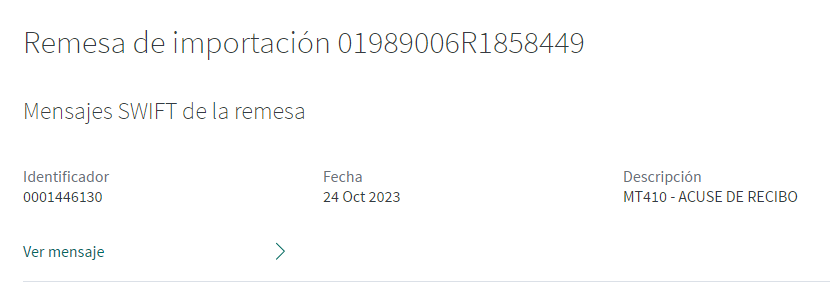 Remesa de importación 01989006R1858449
Mensajes SWIFT de la remesa
Identificador Fecha Descripción
0001446130 24 Oct 2023 MT410 - ACUSE DE RECIBO
Ver mensaje